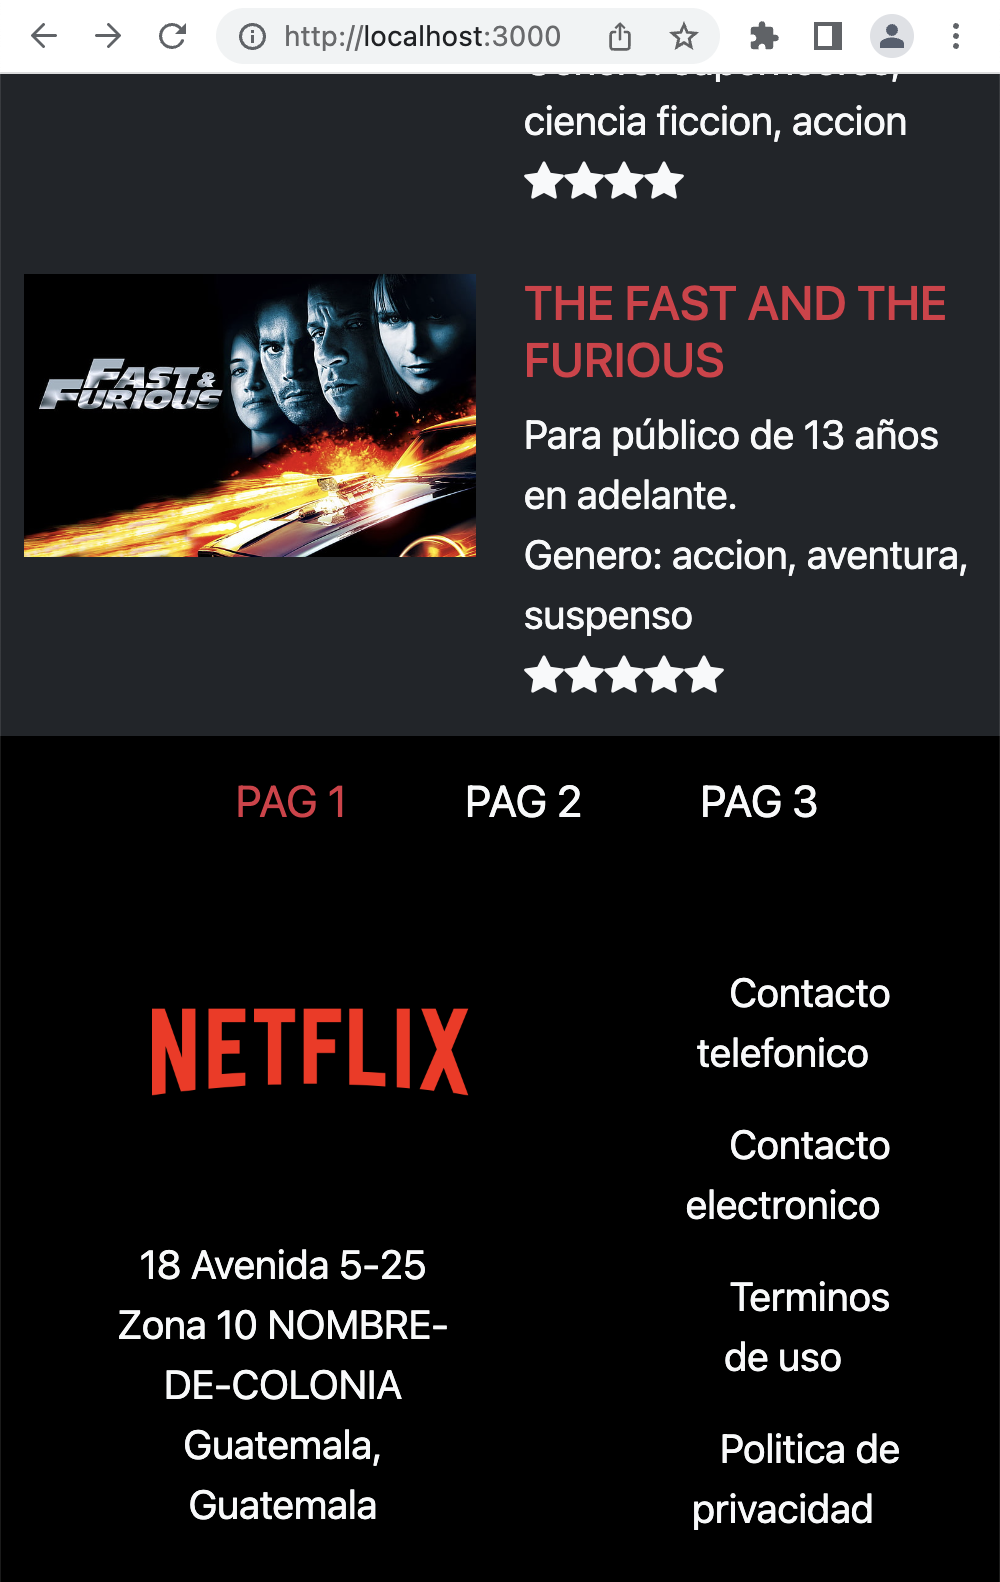 http://localhost:3000
ciencia ficcion, accion
FAST &
FURIOUS
THE FAST AND THE
FURIOUS
Para público de 13 años
en adelante.
Genero: accion, aventura,
suspenso
PAG 1 PAG 2 PAG 3
NETFLIX
18 Avenida 5-25
Zona 10 NOMBRE-
DE-COLONIA
Guatemala,
Guatemala
Contacto
telefonico
Contacto
electronico
Terminos
de uso
Politica de
privacidad